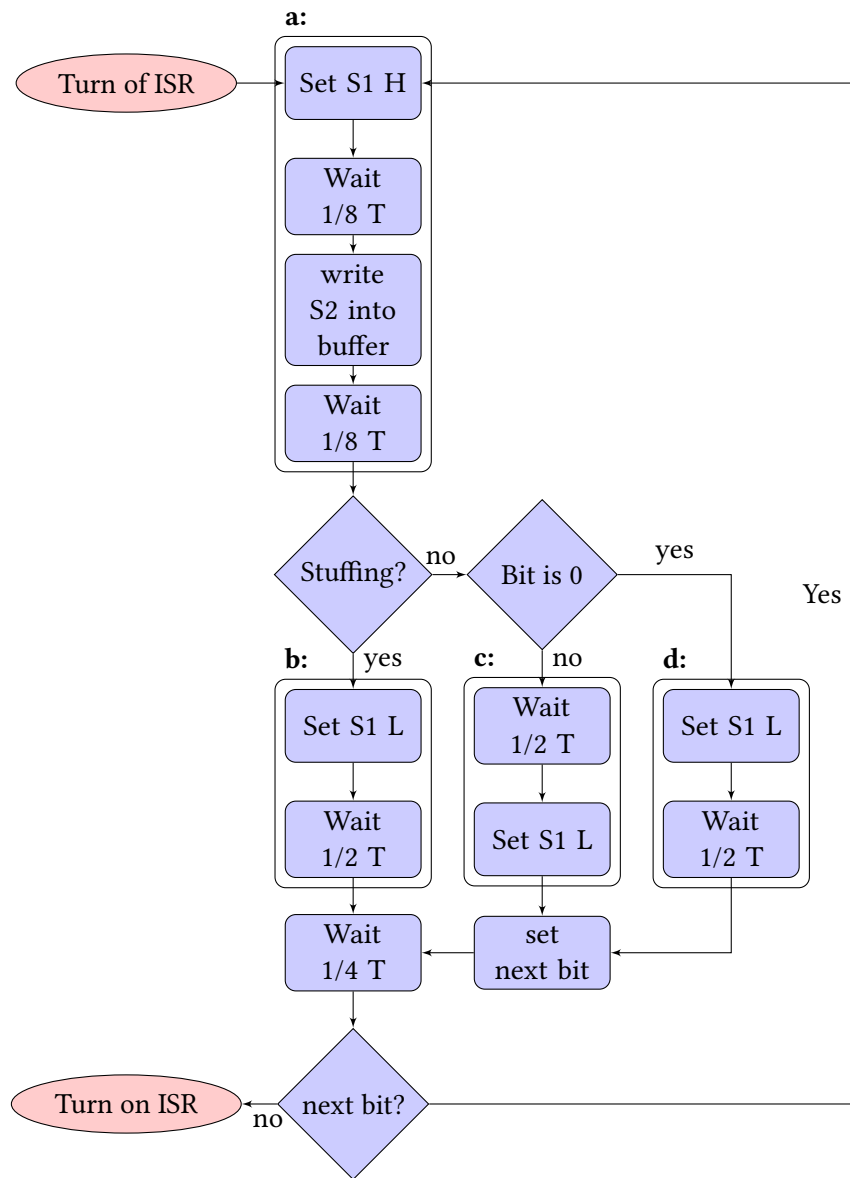 a:
Turn of ISR
Set S1 H
Wait
1/8 T
write
S2 into
buffer
Wait
1/8 T
Stuffing?
no
Bit is 0
yes
Yes
b:
yes
c:
no
d:
Set S1 L
Wait
1/2 T
Wait
1/2 T
Set S1 L
Set S1 L
Wait
1/2 T
Wait
1/4 T
set
next bit
next bit?
no
Turn on ISR